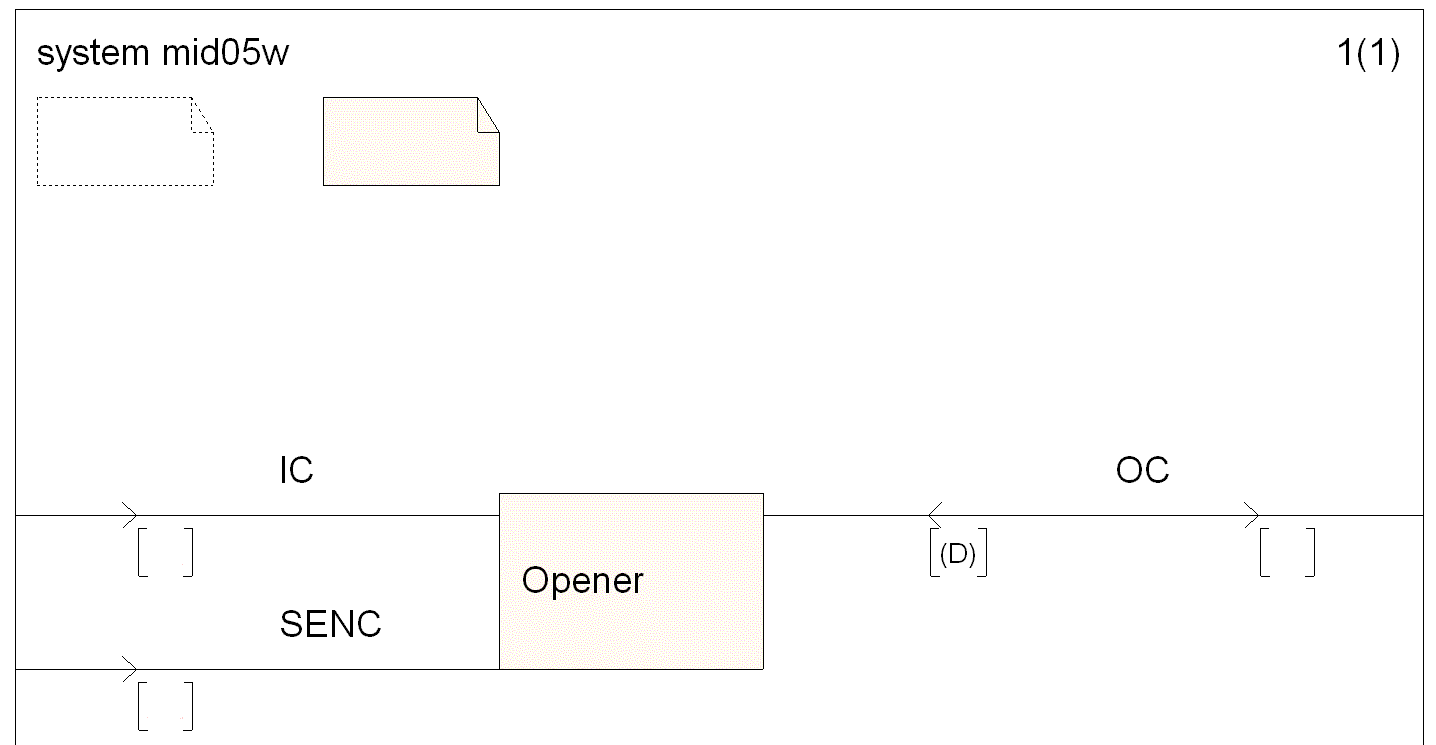 system mid05w
1(1)
IC
OC
[ ]
[(D)]
[ ]
Opener
SENC
[ ]